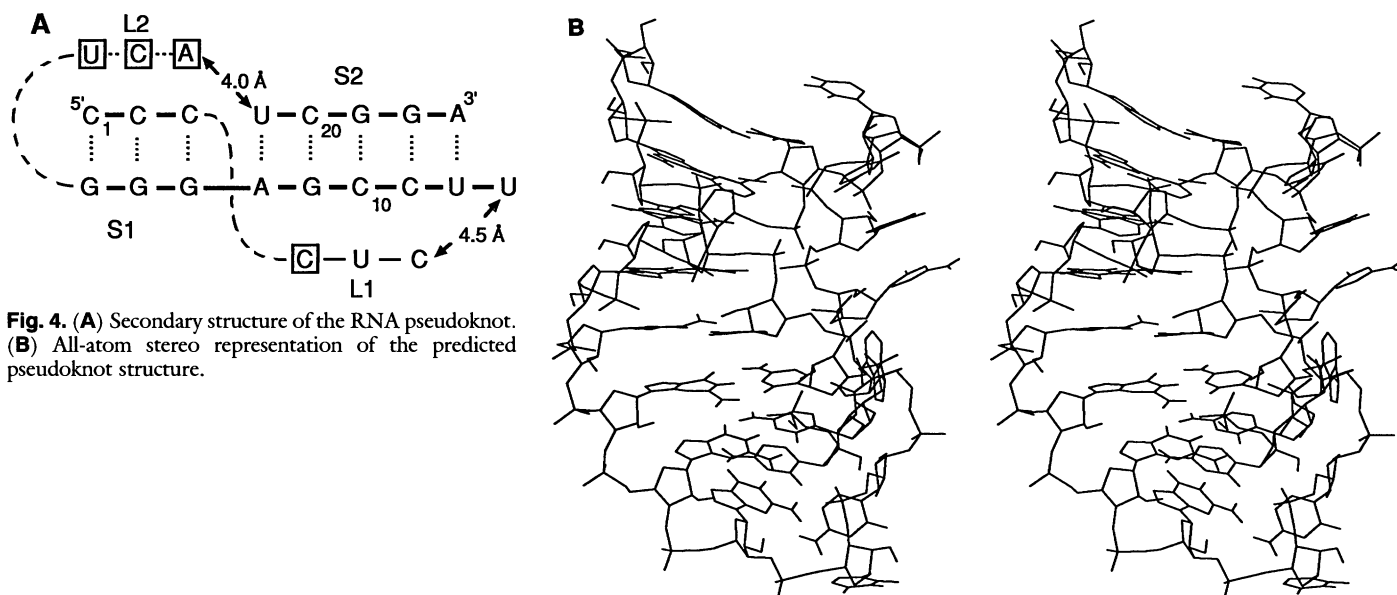 A
B
L2
U C A
4.0 Å
S2
5' C C C U C G G A 3'
1 20
G G G A G C C U U
10
S1
4.5 Å
C U C
L1
Fig. 4. (A) Secondary structure of the RNA pseudoknot.
(B) All-atom stereo representation of the predicted
pseudoknot structure.